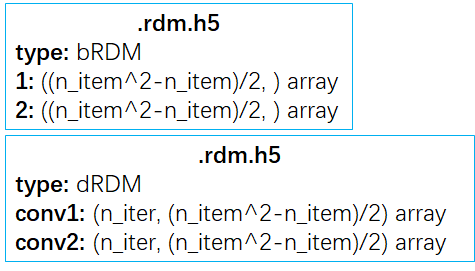 .rdm.h5
type: bRDM
1: ((n_item^2-n_item)/2, ) array
2: ((n_item^2-n_item)/2, ) array
.rdm.h5
type: dRDM
conv1: (n_iter, (n_item^2-n_item)/2) array
conv2: (n_iter, (n_item^2-n_item)/2) array